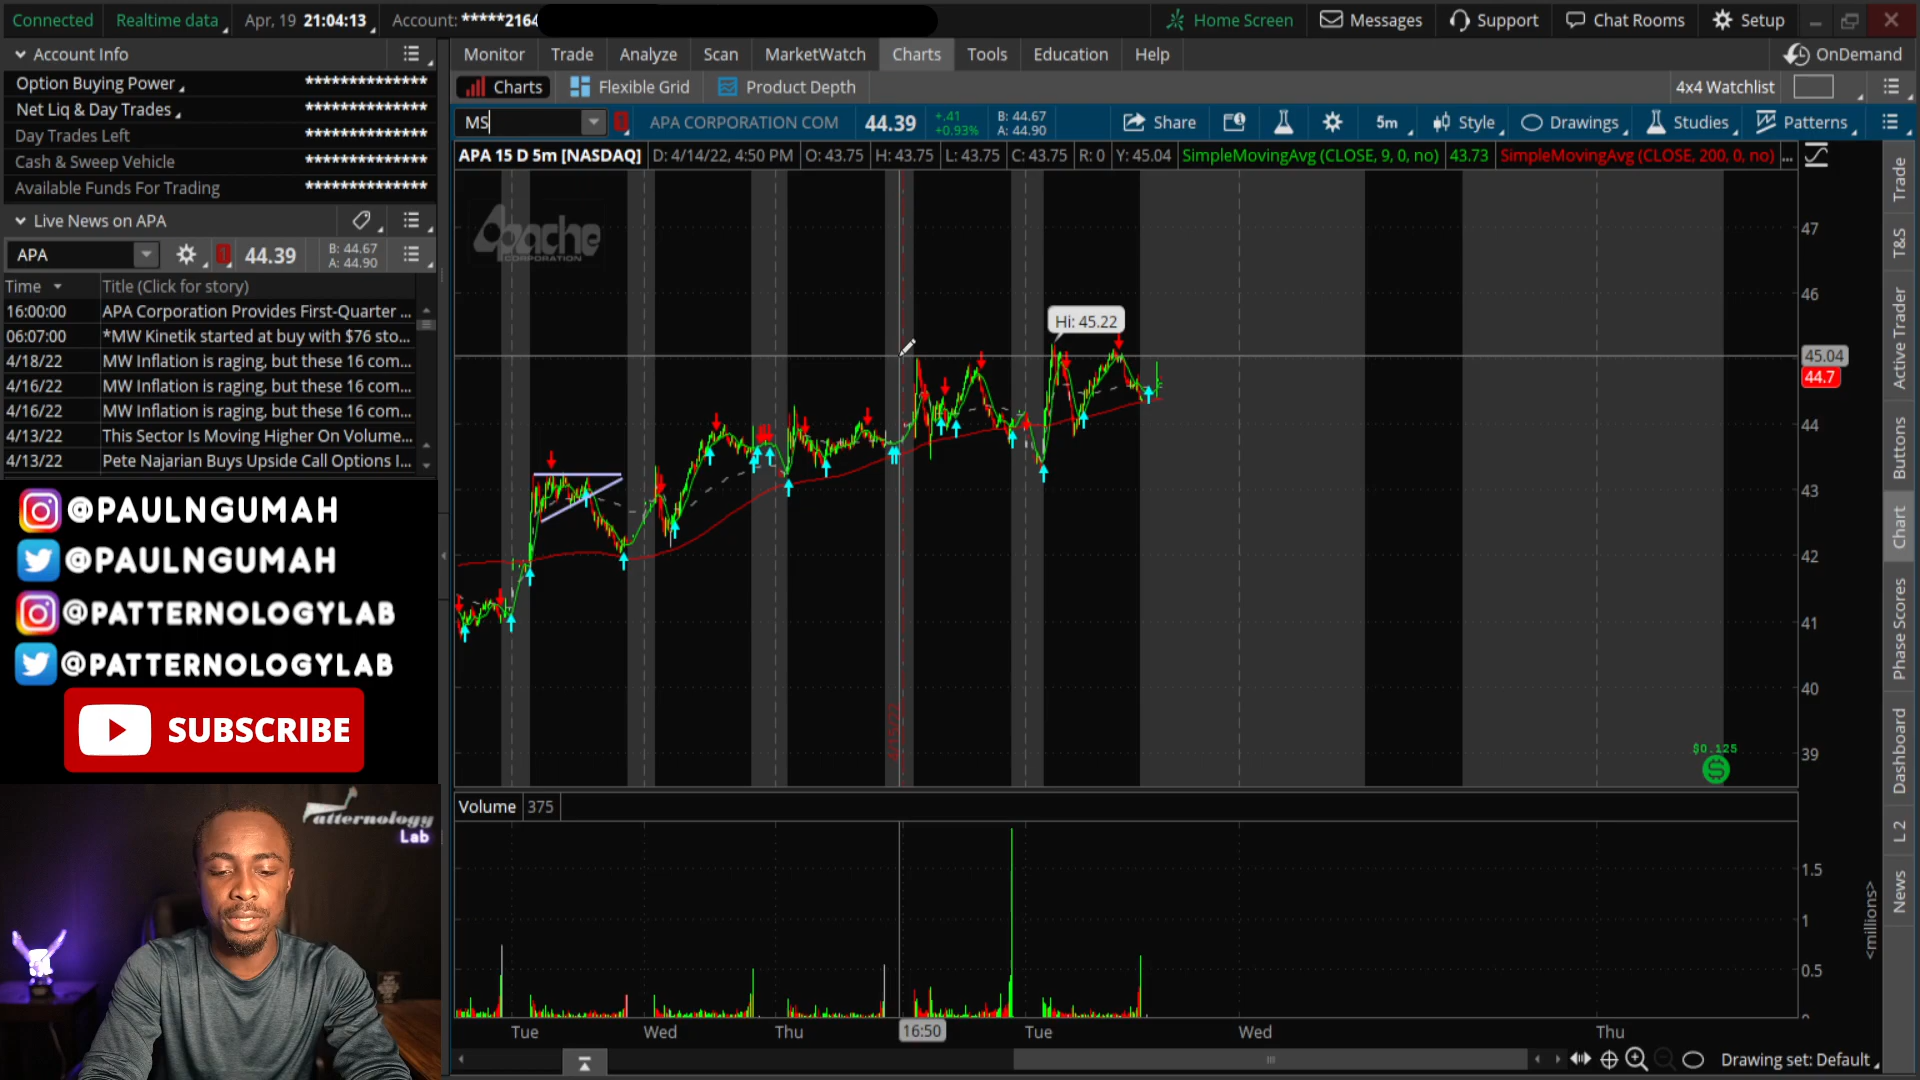 Connected
Realtime data
Apr, 19 21:04:13
Account: *****2164
Home Screen
Messages
Support
Chat Rooms
Setup
Account Info
Option Buying Power
**************
Net Liq & Day Trades
**************
Day Trades Left
**************
Cash & Sweep Vehicle
**************
Available Funds For Trading
**************
Live News on APA
APA
1
44.39
B: 44.67
A: 44.90
Time
Title (Click for story)
16:00:00 APA Corporation Provides First-Quarter ...
06:07:00 *MW Kinetik started at buy with $76 sto...
4/18/22 MW Inflation is raging, but these 16 com...
4/16/22 MW Inflation is raging, but these 16 com...
4/16/22 MW Inflation is raging, but these 16 com...
4/13/22 This Sector Is Moving Higher On Volume...
4/13/22 Pete Najarian Buys Upside Call Options I...
@PAULNGUMAH
@PAULNGUMAH
@PATTERNOLOGYLAB
@PATTERNOLOGYLAB
SUBSCRIBE
Patternology
Lab
Monitor
Trade
Analyze
Scan
MarketWatch
Charts
Tools
Education
Help
OnDemand
Charts
Flexible Grid
Product Depth
4x4 Watchlist
MS
1
APA CORPORATION COM
44.39
+.41
+0.93%
B: 44.67
A: 44.90
Share
5m
Style
Drawings
Studies
Patterns
APA 15 D 5m [NASDAQ]
D: 4/14/22, 4:50 PM
O: 43.75
H: 43.75
L: 43.75
C: 43.75
R: 0
Y: 45.04
SimpleMovingAvg (CLOSE, 9, 0, no)
43.73
SimpleMovingAvg (CLOSE, 200, 0, no)
...
Apache
CORPORATION
Hi: 45.22
4/15/22
47
46
45.04
44.7
44
43
42
41
40
39
$0.125
Volume
375
1.5
1
0.5
0
<millions>
Tue
Wed
Thu
16:50
Tue
Wed
Thu
Drawing set: Default
Trade
T&S
Active Trader
Buttons
Chart
Phase Scores
Dashboard
L 2
News